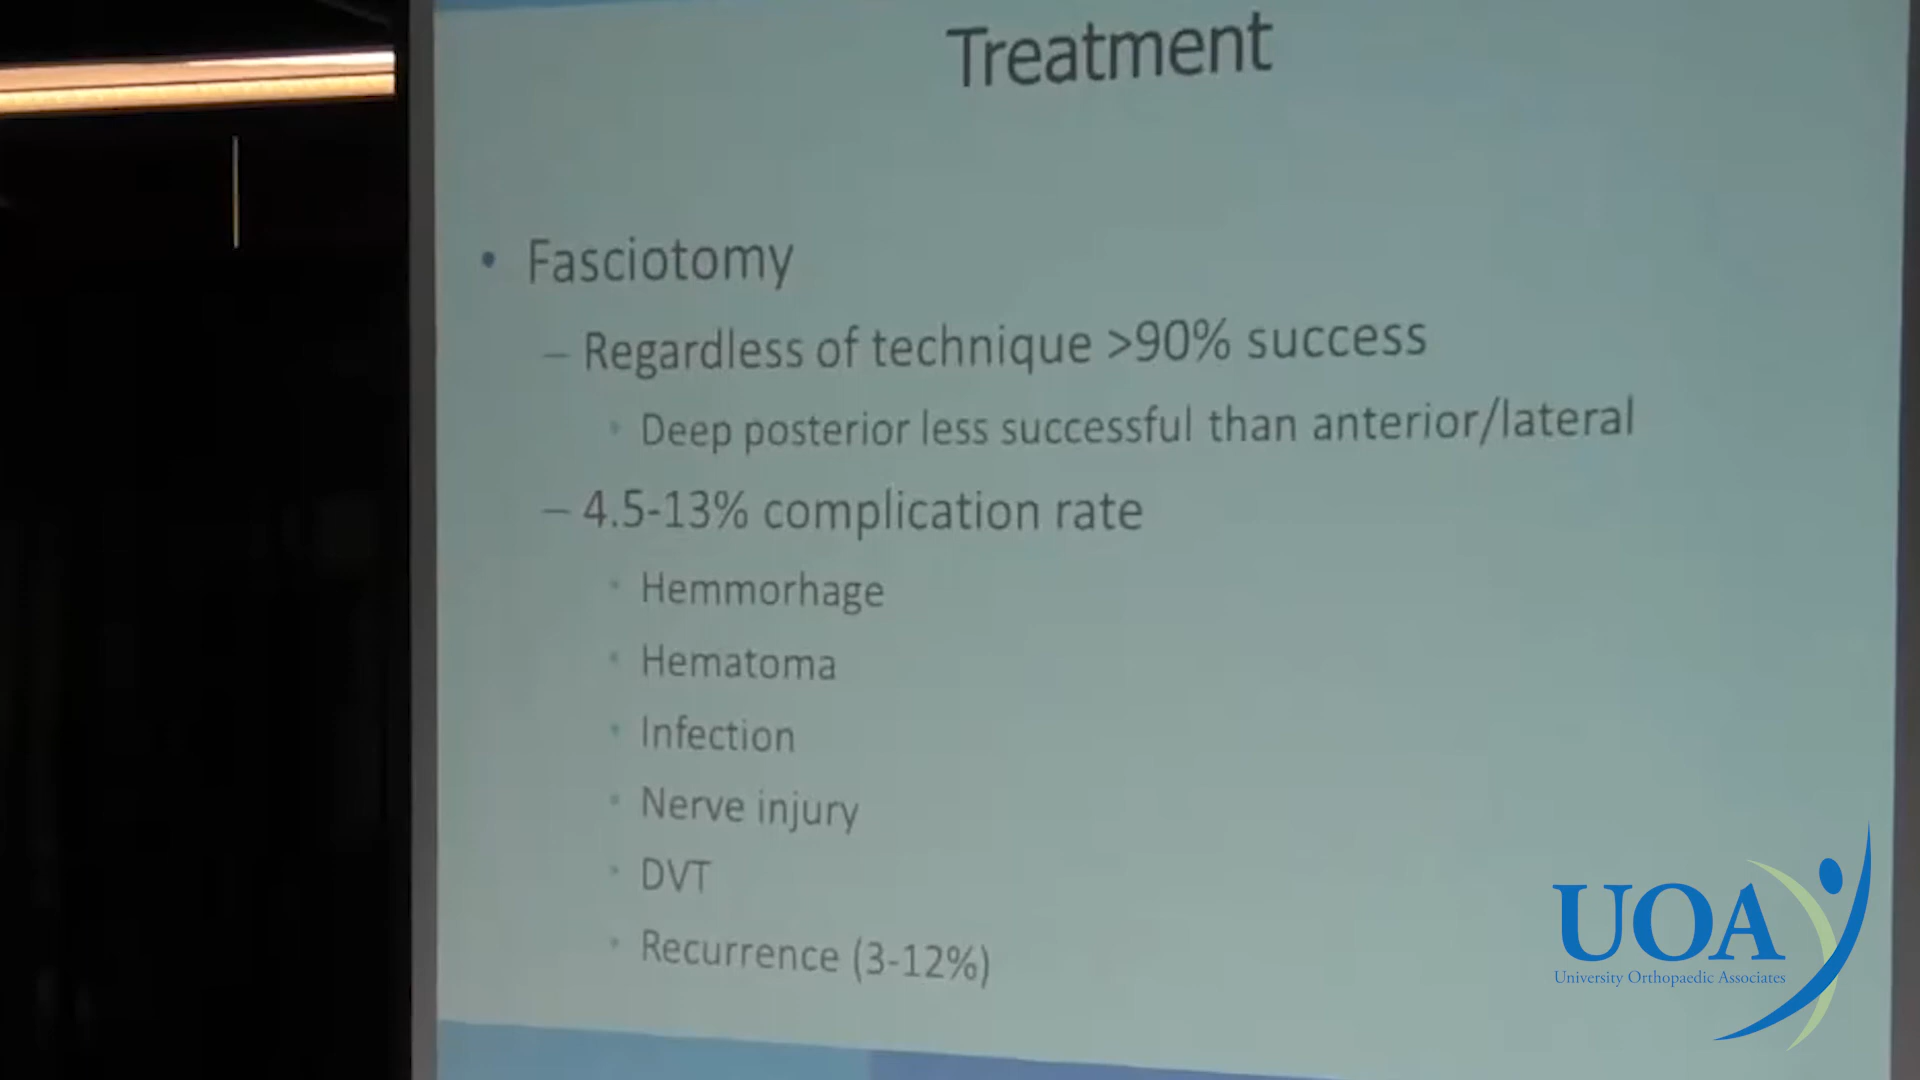 Treatment
• Fasciotomy
– Regardless of technique >90% success
• Deep posterior less successful than anterior/lateral
– 4.5-13% complication rate
• Hemmorhage
• Hematoma
• Infection
• Nerve injury
• DVT
• Recurrence (3-12%)
UOA
University Orthopaedic Associates